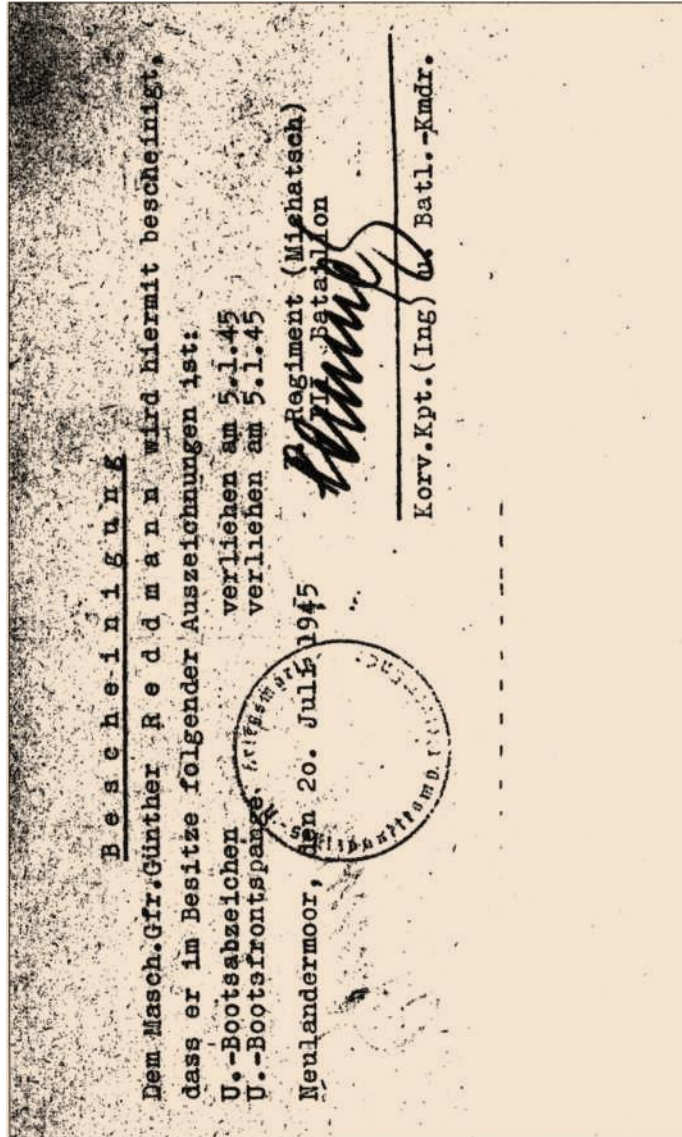 B e s c h e i n i g u n g
Dem Masch.Gfr.Günther R e d d m a n n wird hiermit bescheinigt,
dass er im Besitze folgender Auszeichnungen ist:
U.-Bootsabzeichen verliehen am 5.1.45
U.-Bootsfrontspange. verliehen am 5.1.45
Neulandermoor, den 2o. Juli 1945
Regiment (Michatsch)
Bataillon
Korv.Kpt.(Ing) u. Batl.-Kmdr.